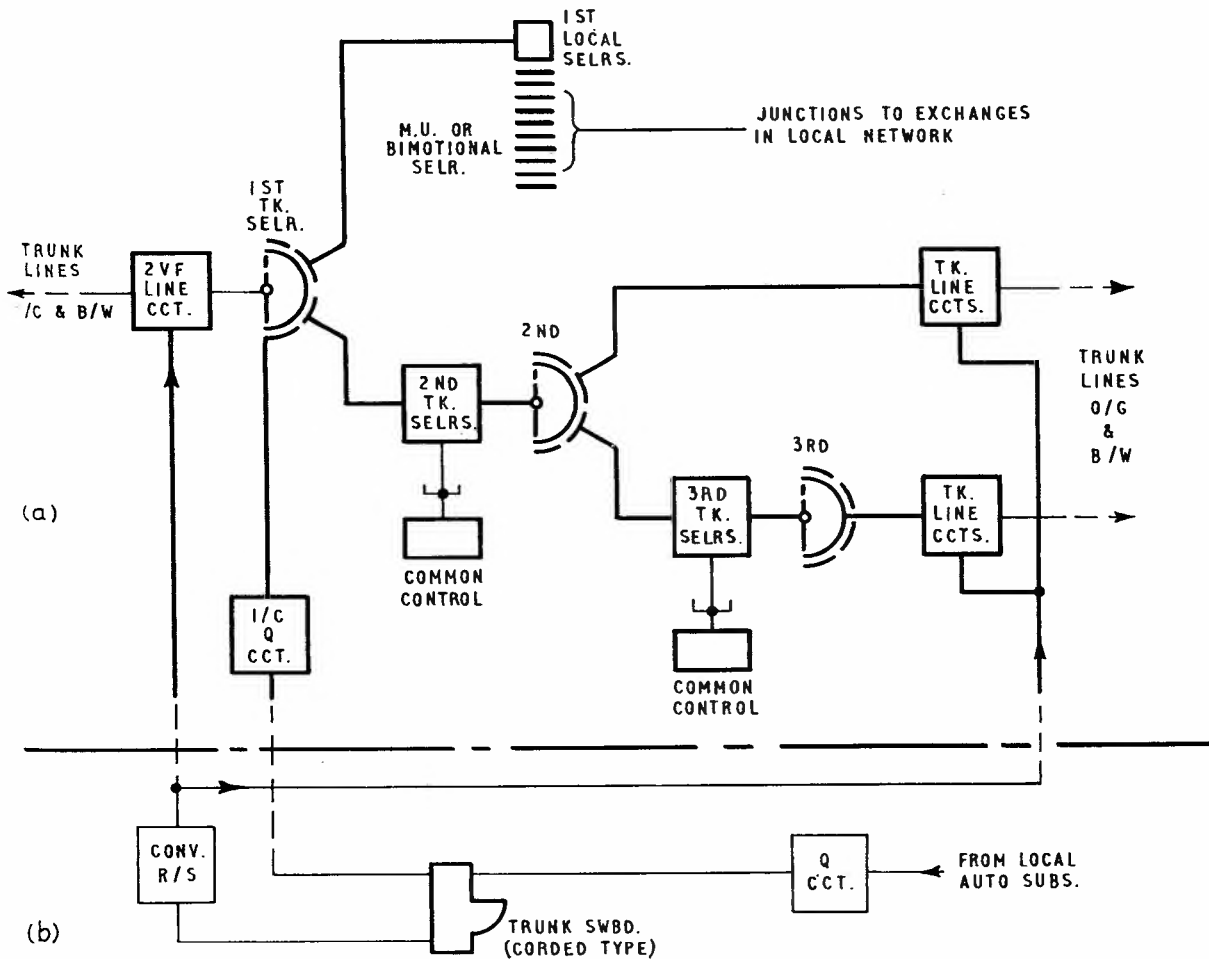 1ST
LOCAL
SELRS.
M.U. OR
BIMOTIONAL
SELR.
JUNCTIONS TO EXCHANGES
IN LOCAL NETWORK
1ST
TK.
SELR.
TRUNK
LINES
/C & B/W
2VF
LINE
CCT.
2ND
TK.
LINE
CCTS.
2ND
TK.
SELRS.
TRUNK
LINES
O/G
&
B/W
3RD
3RD
TK.
SELRS.
TK.
LINE
CCTS.
(a)
COMMON
CONTROL
I/C
Q
CCT.
COMMON
CONTROL
CONV.
R/S
Q
CCT.
FROM LOCAL
AUTO SUBS.
TRUNK SWBD.
(CORDED TYPE)
(b)